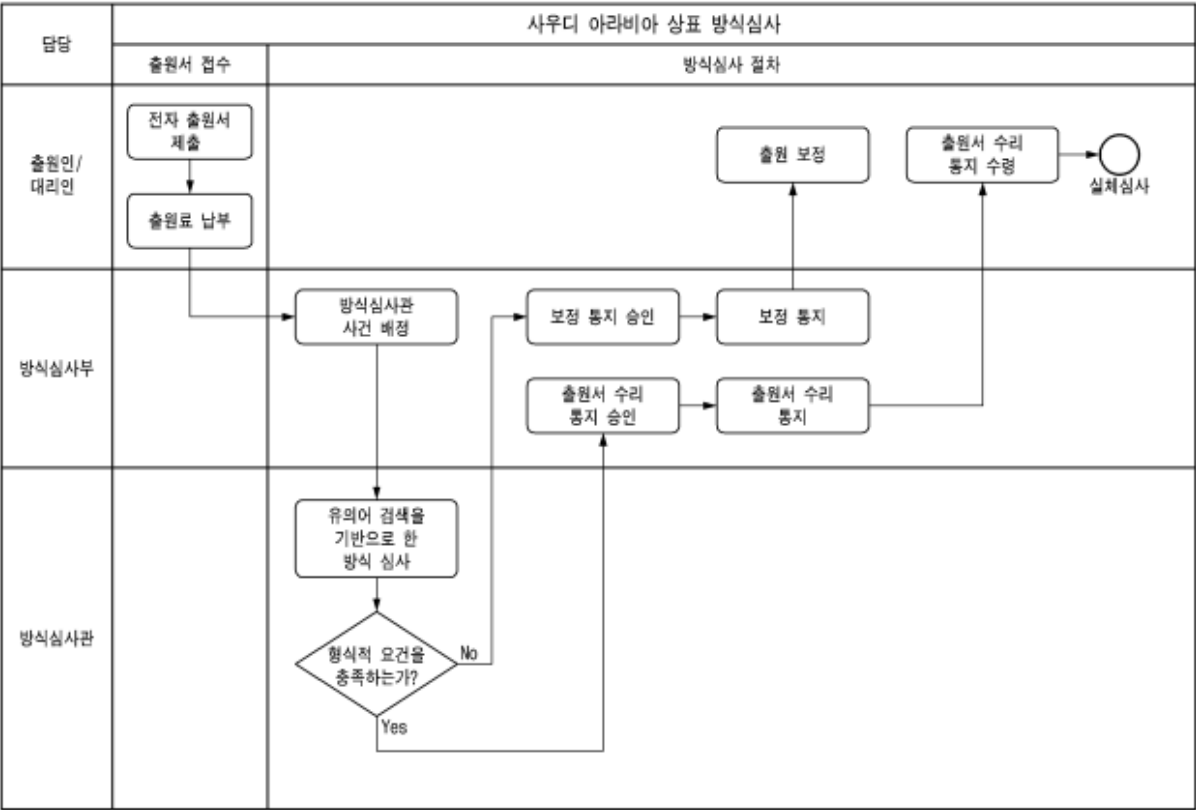 사우디 아라비아 상표 방식심사
담당
출원서 접수
방식심사 절차
출원인/
대리인
전자 출원서
제출
출원료 납부
출원 보정
출원서 수리
통지 수령
실체심사
방식심사부
방식심사관
사건 배정
보정 통지 승인
보정 통지
출원서 수리
통지 승인
출원서 수리
통지
방식심사관
유의어 검색을
기반으로 한
방식 심사
형식적 요건을
충족하는가?
No
Yes